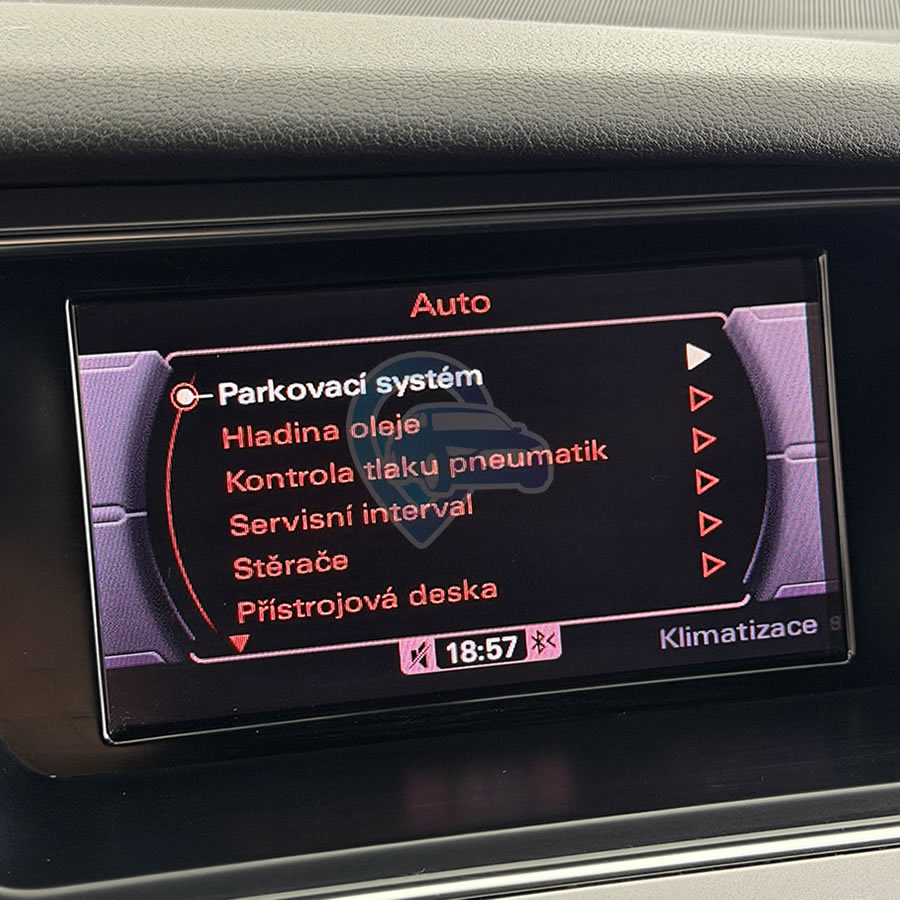 Auto
Parkovací systém
Hladina oleje
Kontrola tlaku pneumatik
Servisní interval
Stěrače
Přístrojová deska
18:57
Klimatizace